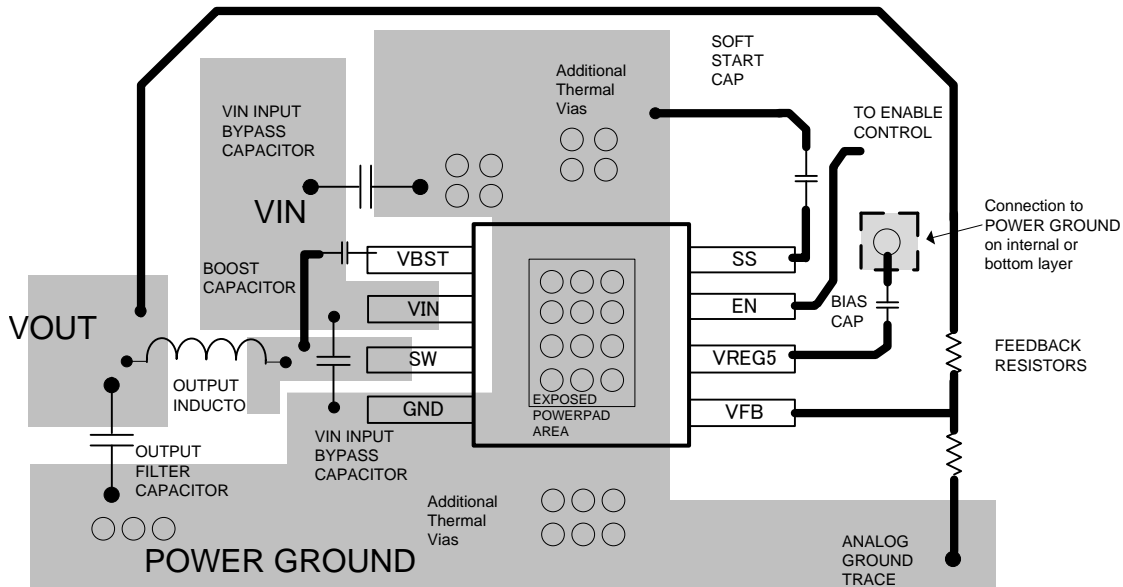 SOFT
START
CAP
Additional
Thermal
Vias
VIN INPUT
BYPASS
CAPACITOR
TO ENABLE
CONTROL
VIN
Connection to
POWER GROUND
on internal or
bottom layer
BOOST
CAPACITOR
VBST
VIN
SW
GND
SS
EN
VREG5
VFB
BIAS
CAP
VOUT
FEEDBACK
RESISTORS
OUTPUT
INDUCTO
EXPOSED
POWERPAD
AREA
VIN INPUT
BYPASS
CAPACITOR
OUTPUT
FILTER
CAPACITOR
Additional
Thermal
Vias
POWER GROUND
ANALOG
GROUND
TRACE